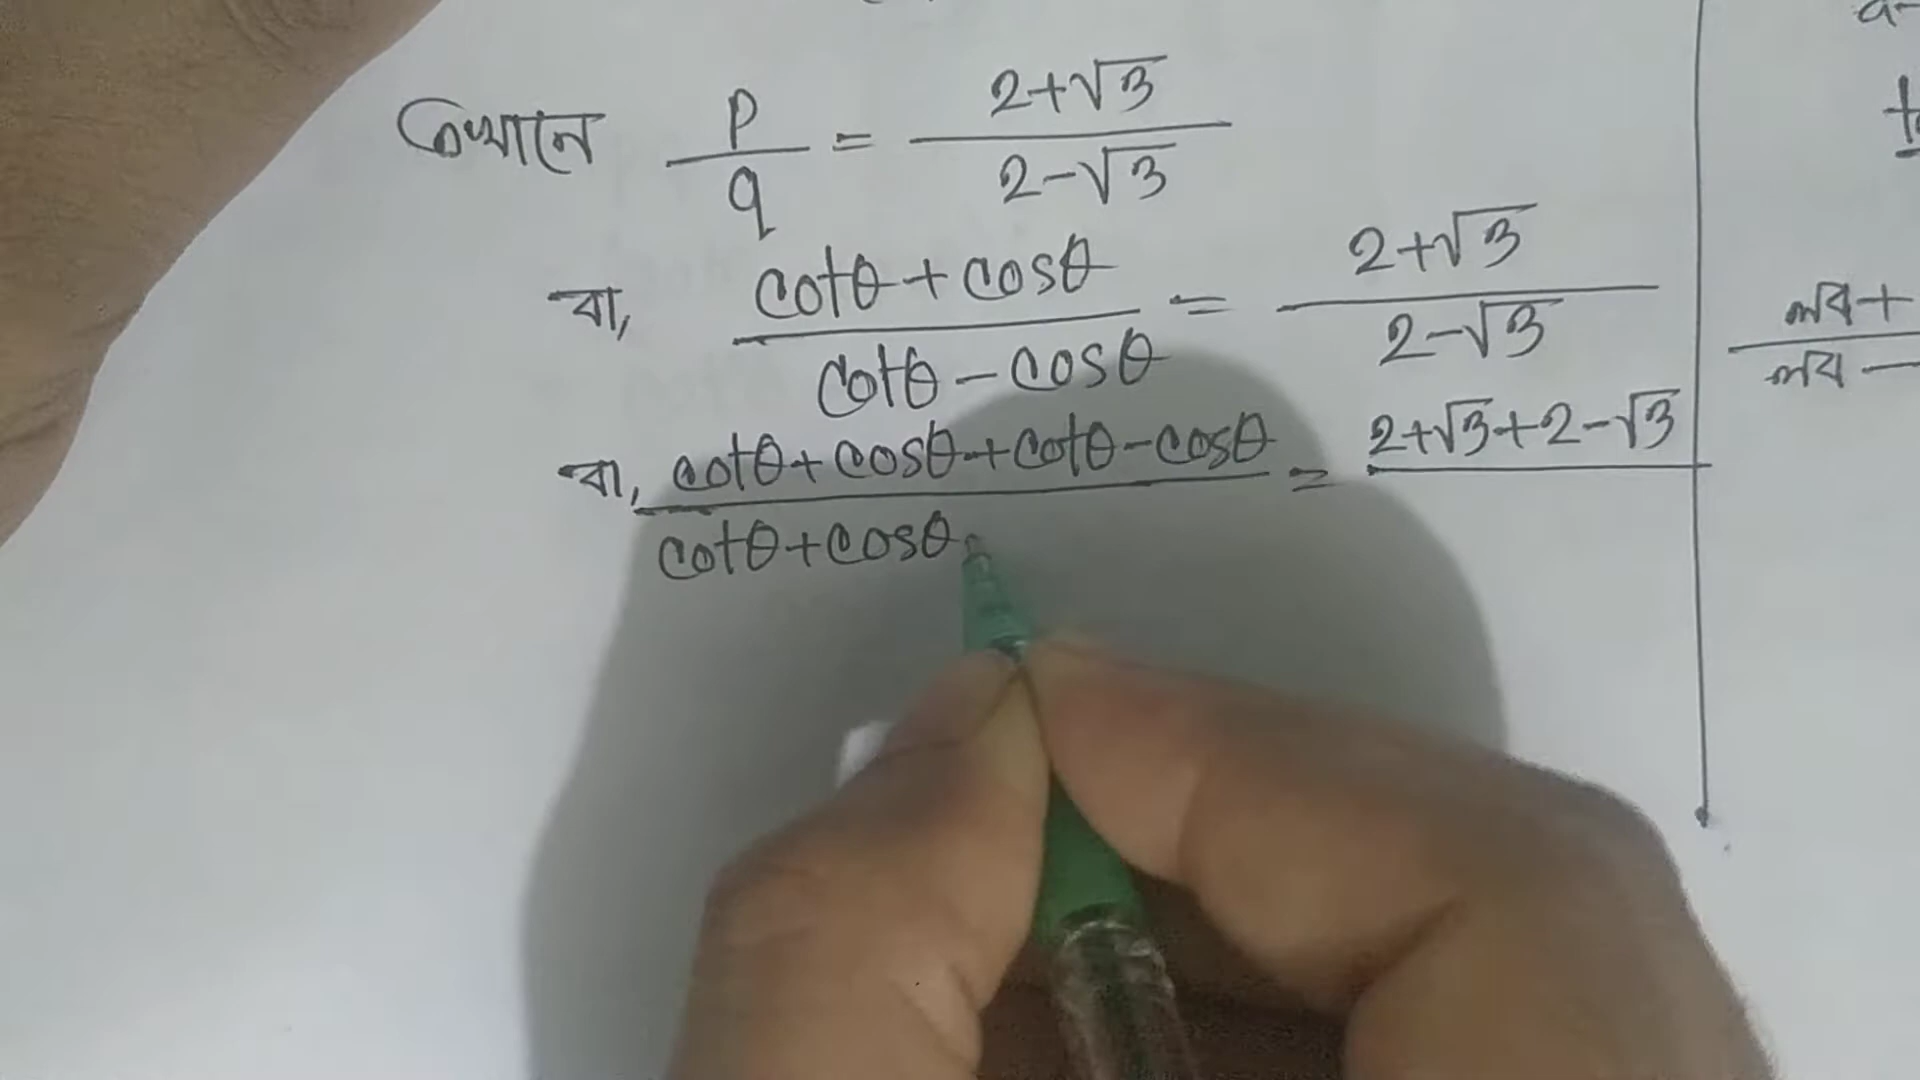 এখানে p/q = (2+√3)/(2-√3)
বা, (cotθ+cosθ)/(cotθ-cosθ) = (2+√3)/(2-√3)
বা, (cotθ+cosθ+cotθ-cosθ)/(cotθ+cosθ = (2+√3+2-√3)/
a-
লব+
লব-